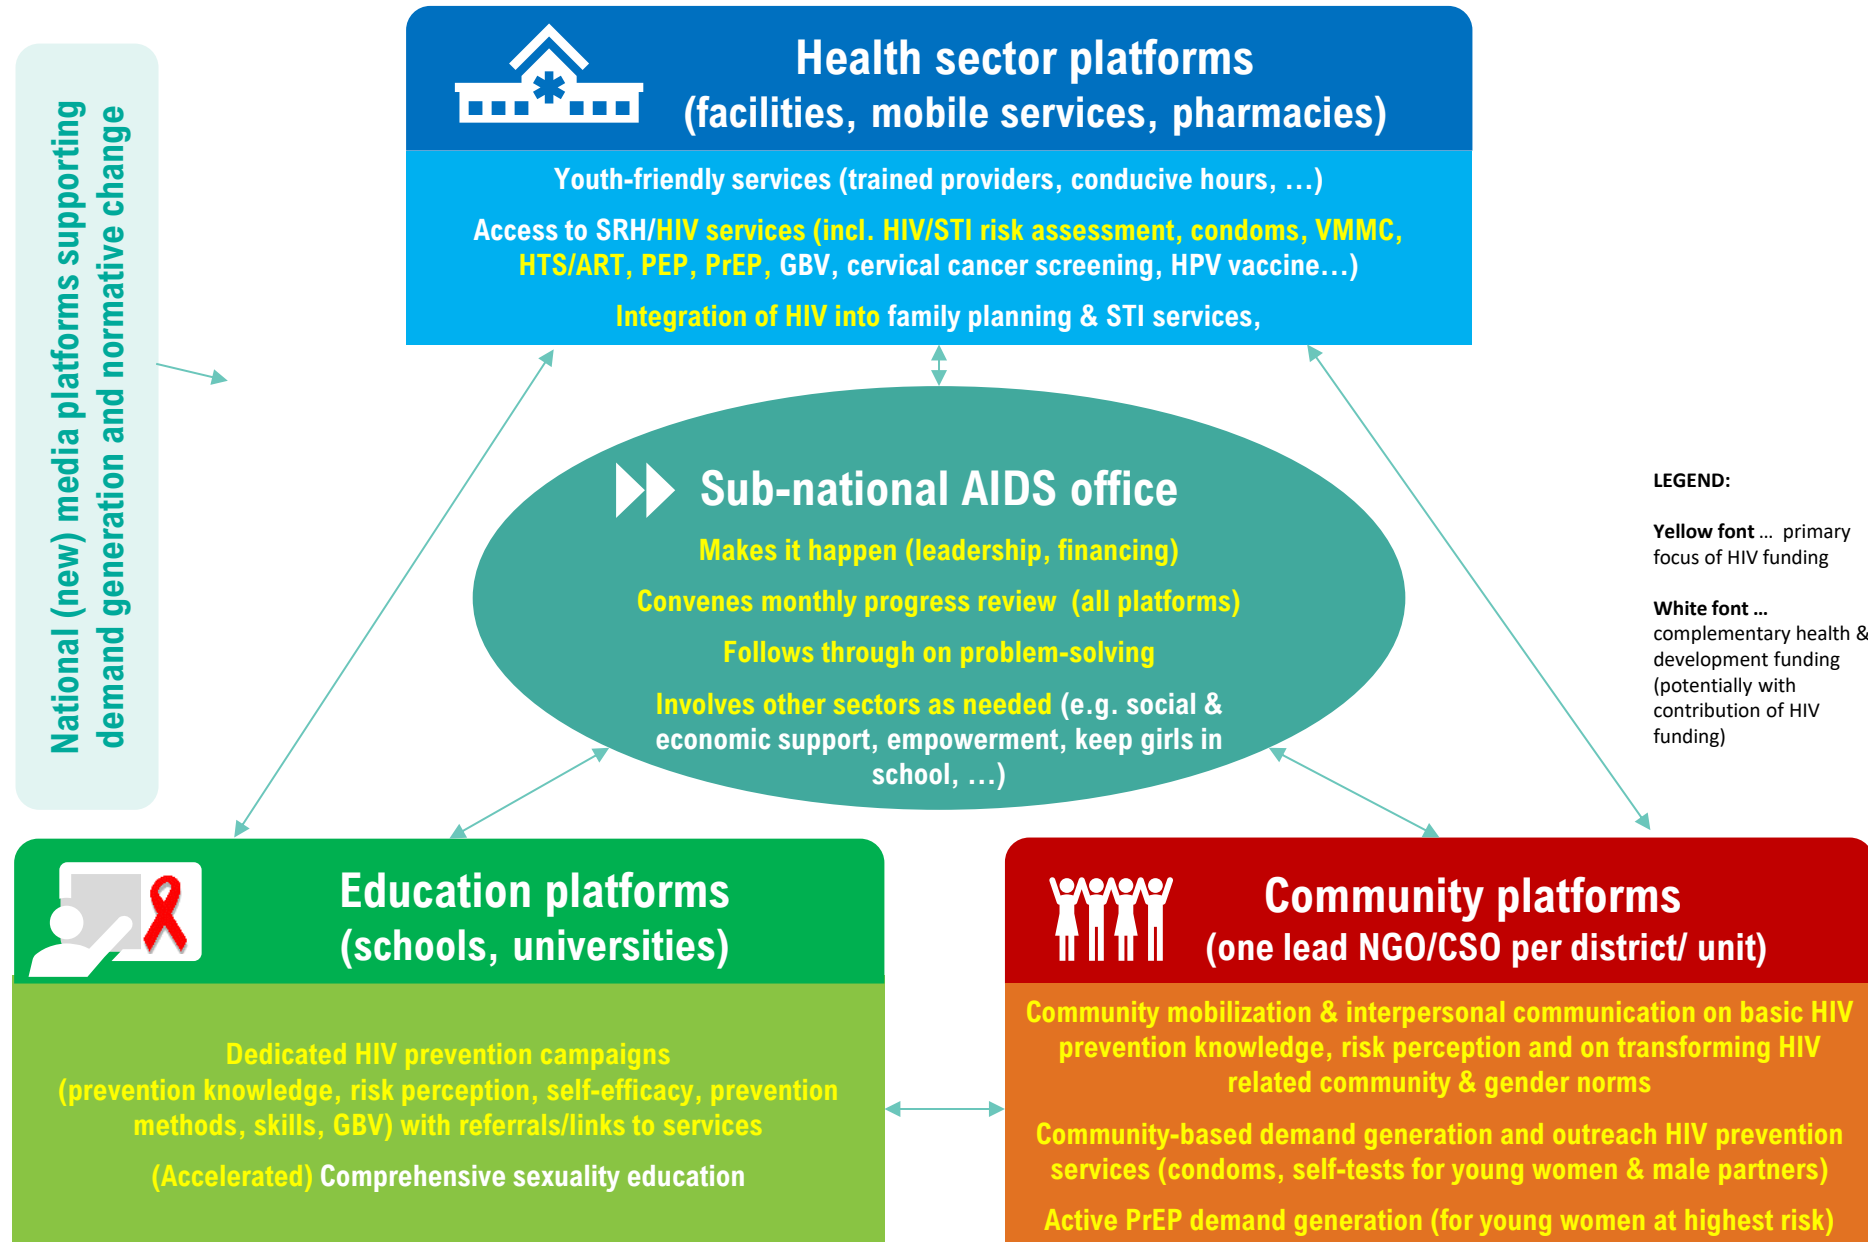 National (new) media platforms supporting
demand generation and normative change
Health sector platforms
(facilities, mobile services, pharmacies)
Youth-friendly services (trained providers, conducive hours, …)
Access to SRH/HIV services (incl. HIV/STI risk assessment, condoms, VMMC,
HTS/ART, PEP, PrEP, GBV, cervical cancer screening, HPV vaccine…)
Integration of HIV into family planning & STI services,
Sub-national AIDS office
Makes it happen (leadership, financing)
Convenes monthly progress review (all platforms)
Follows through on problem-solving
Involves other sectors as needed (e.g. social &
economic support, empowerment, keep girls in
school, …)
LEGEND:
Yellow font … primary
focus of HIV funding
White font …
complementary health &
development funding
(potentially with
contribution of HIV
funding)
Education platforms
(schools, universities)
Dedicated HIV prevention campaigns
(prevention knowledge, risk perception, self-efficacy, prevention
methods, skills, GBV) with referrals/links to services
(Accelerated) Comprehensive sexuality education
Community platforms
(one lead NGO/CSO per district/ unit)
Community mobilization & interpersonal communication on basic HIV
prevention knowledge, risk perception and on transforming HIV
related community & gender norms
Community-based demand generation and outreach HIV prevention
services (condoms, self-tests for young women & male partners)
Active PrEP demand generation (for young women at highest risk)